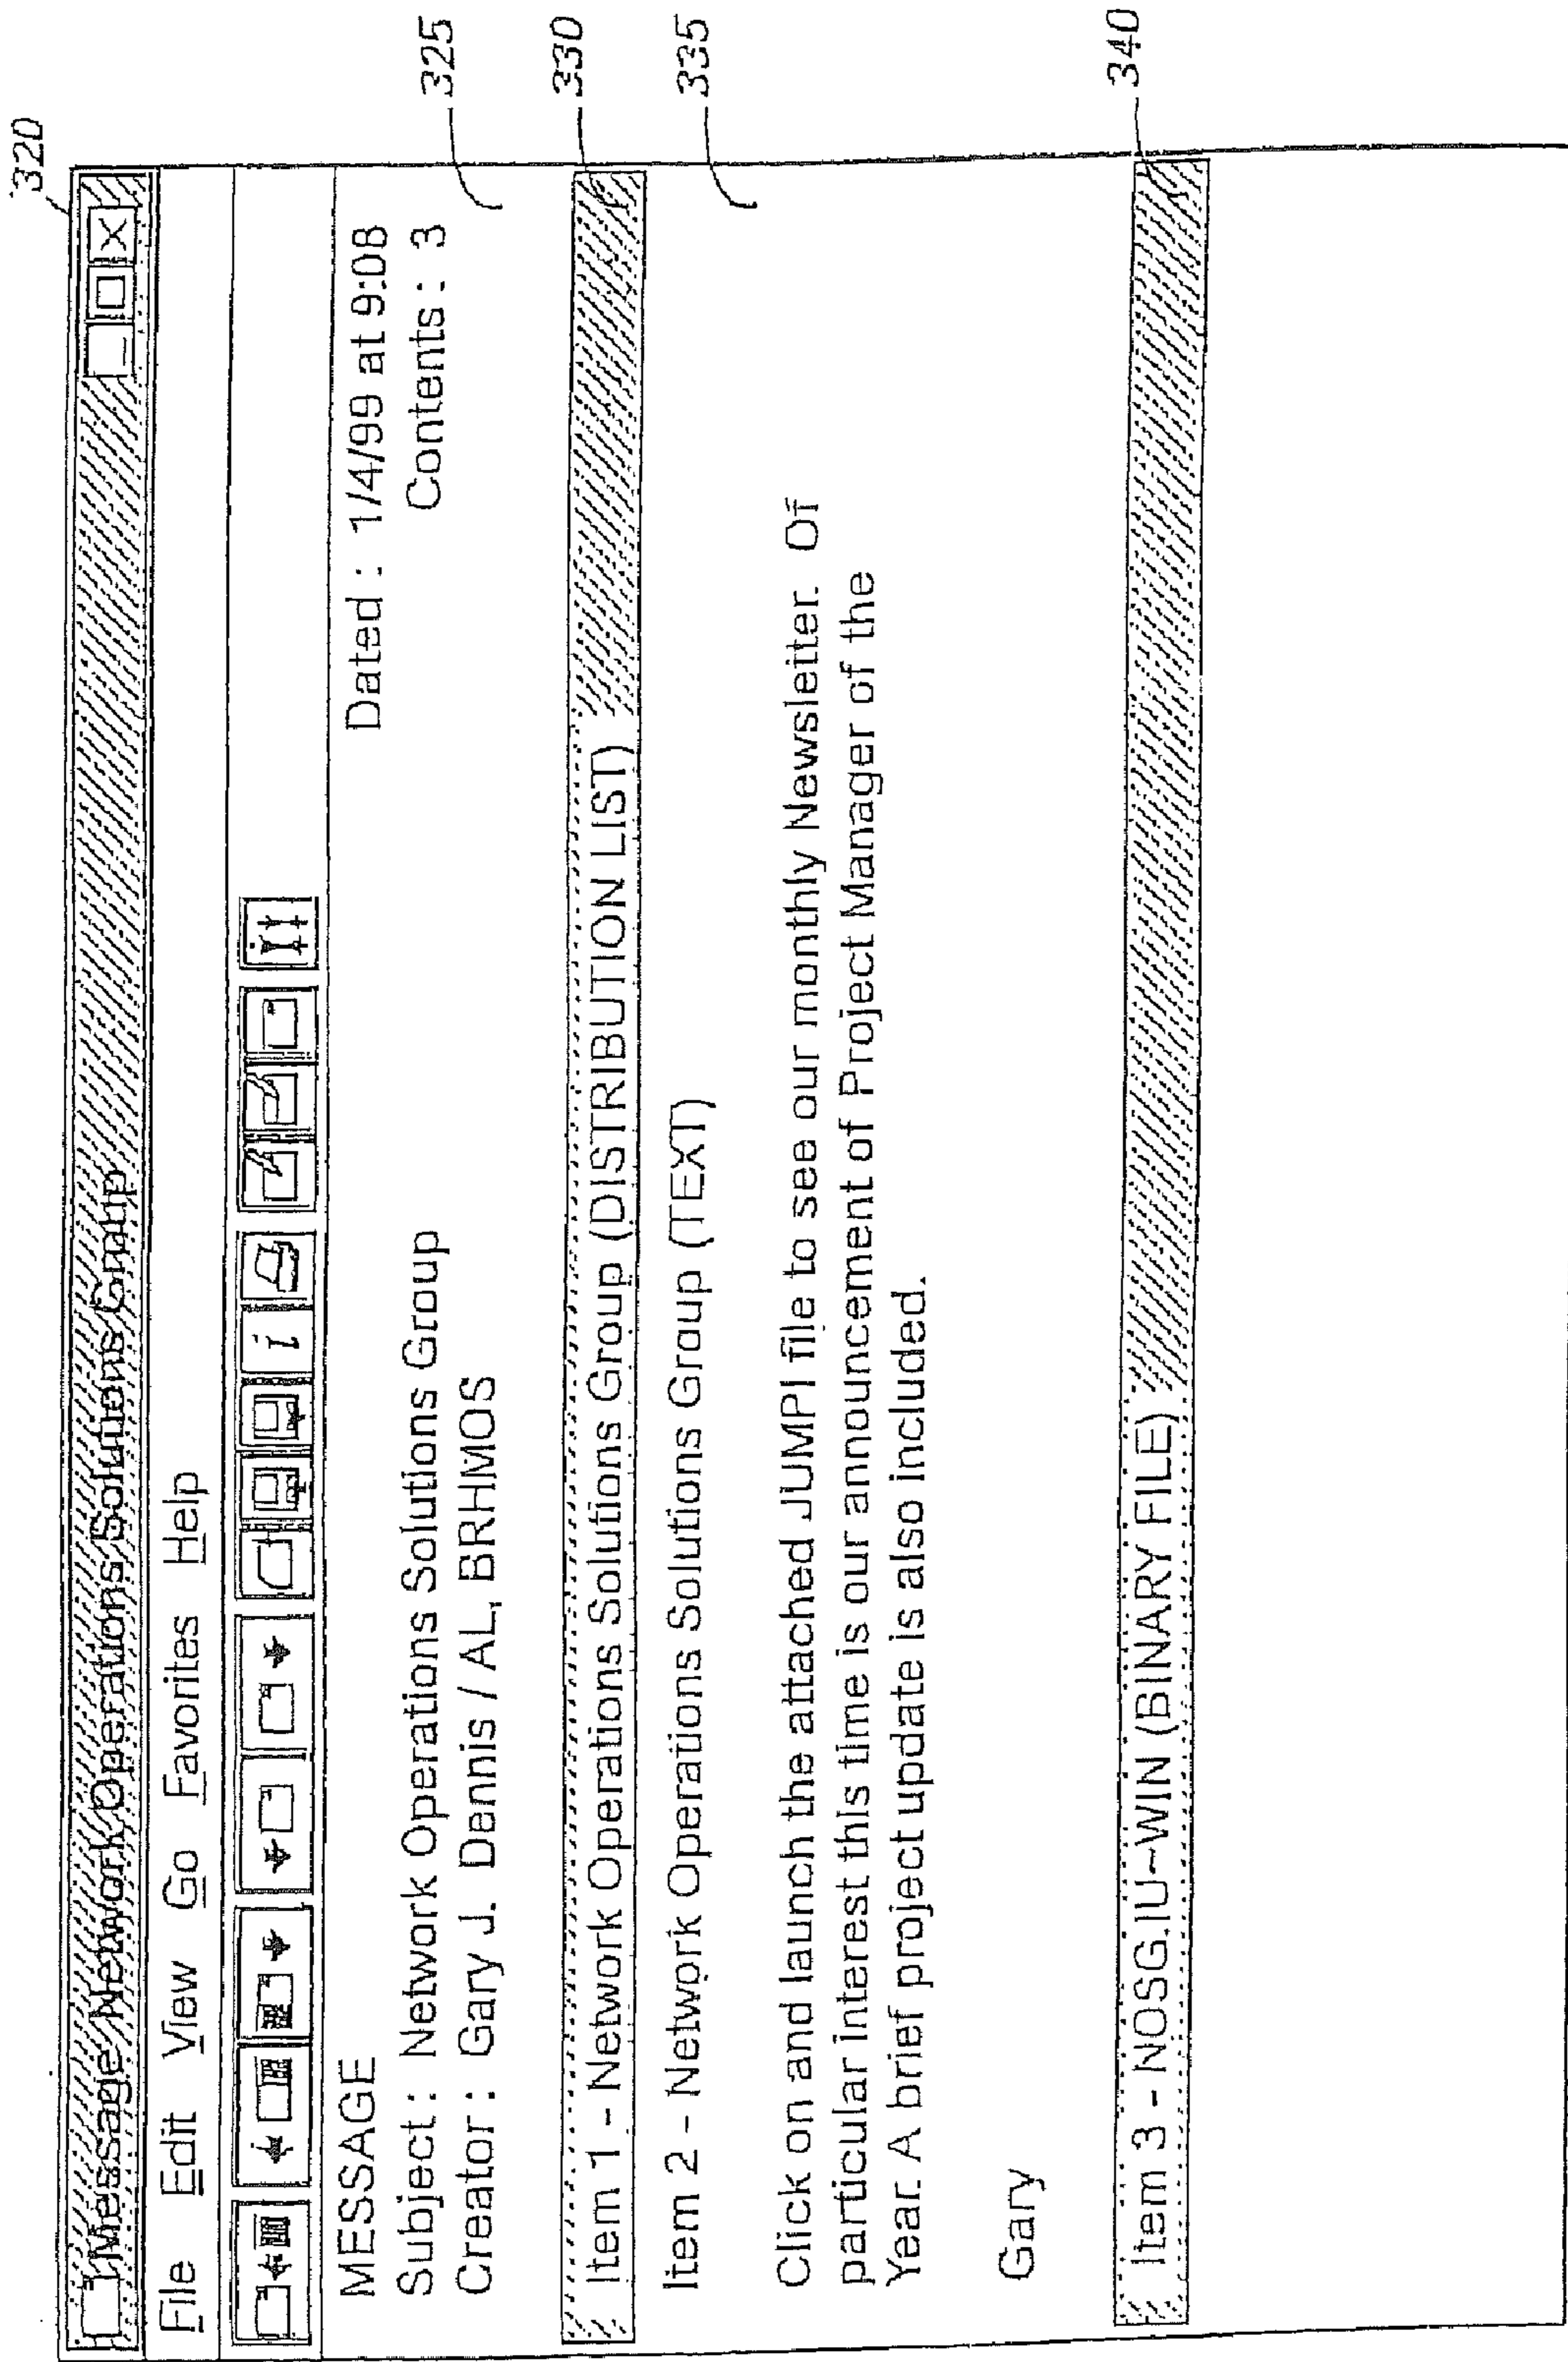 320
Message/Network Operations Solutions Group
File Edit View Go Favorites Help
i
MESSAGE
Dated : 1/4/99 at 9:08
Subject : Network Operations Solutions Group
Contents : 3
Creator : Gary J. Dennis / AL, BRHMOS
325
Item 1 - Network Operations Solutions Group (DISTRIBUTION LIST)
330
Item 2 - Network Operations Solutions Group (TEXT)
335
Click on and launch the attached JUMPI file to see our monthly Newsletter. Of
particular interest this time is our announcement of Project Manager of the
Year. A brief project update is also included.
Gary
Item 3 - NOSG.IU-WIN (BINARY FILE)
340